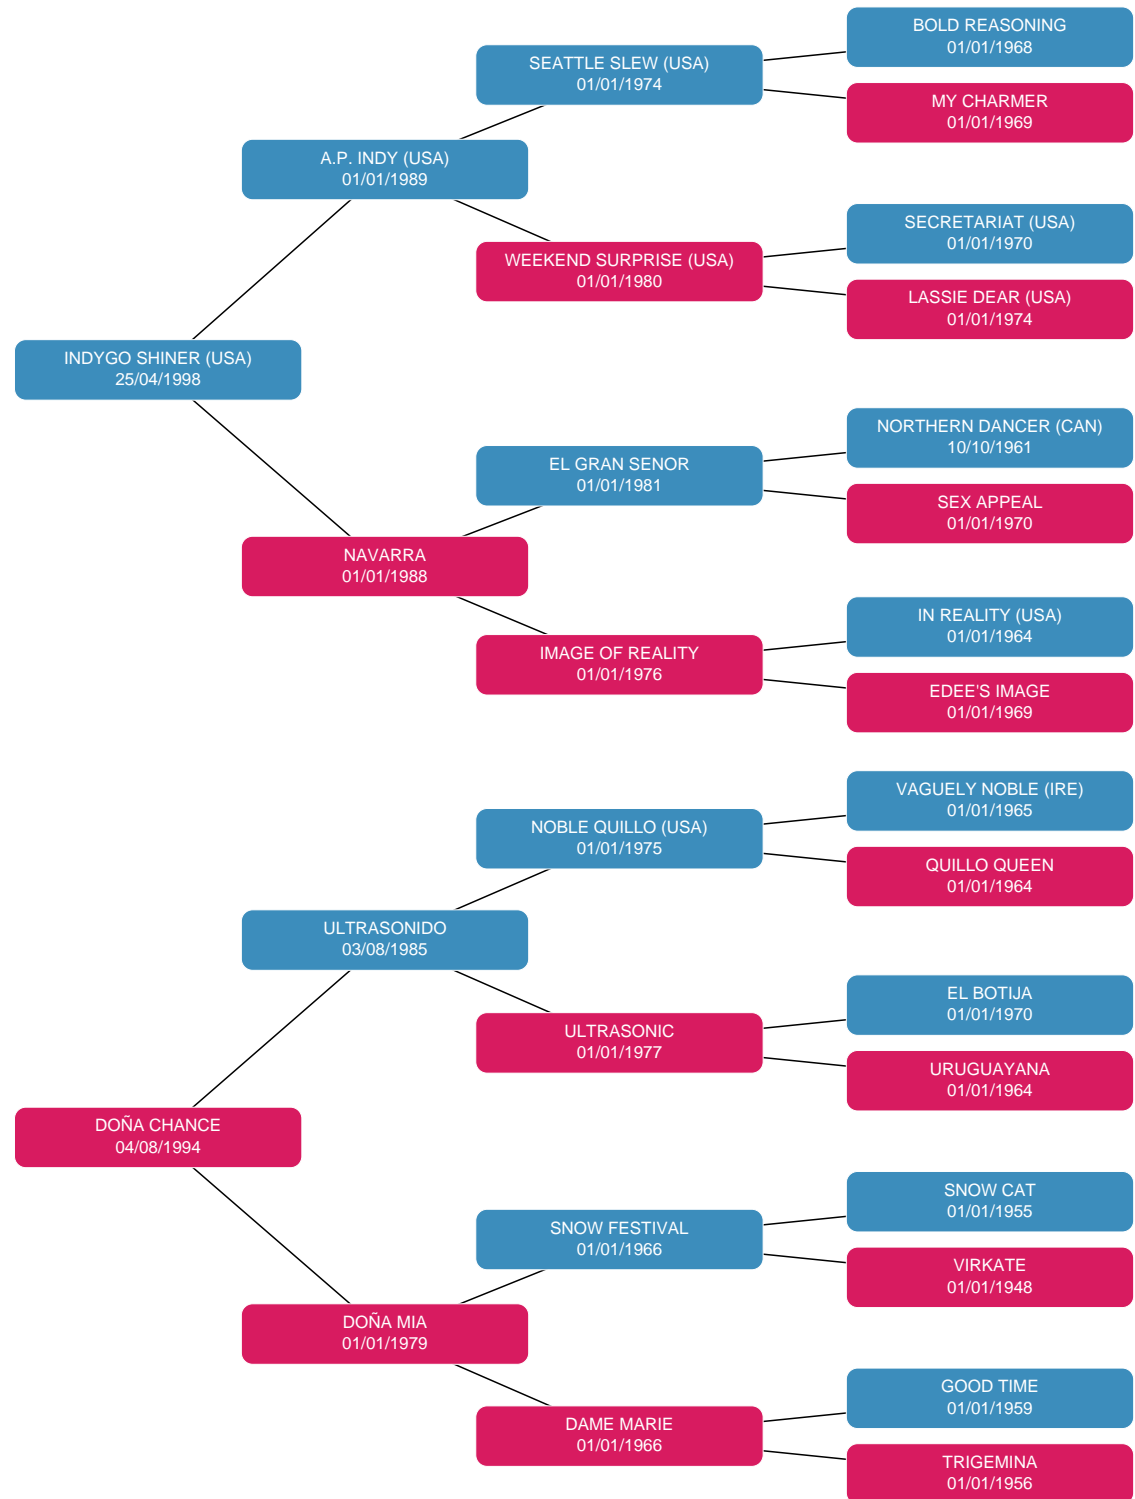 BOLD REASONING
01/01/1968
SEATTLE SLEW (USA)
01/01/1974
MY CHARMER
01/01/1969
A.P. INDY (USA)
01/01/1989
SECRETARIAT (USA)
01/01/1970
WEEKEND SURPRISE (USA)
01/01/1980
LASSIE DEAR (USA)
01/01/1974
INDYGO SHINER (USA)
25/04/1998
NORTHERN DANCER (CAN)
10/10/1961
EL GRAN SENOR
01/01/1981
SEX APPEAL
01/01/1970
NAVARRA
01/01/1988
IN REALITY (USA)
01/01/1964
IMAGE OF REALITY
01/01/1976
EDEE'S IMAGE
01/01/1969
VAGUELY NOBLE (IRE)
01/01/1965
NOBLE QUILLO (USA)
01/01/1975
QUILLO QUEEN
01/01/1964
ULTRASONIDO
03/08/1985
EL BOTIJA
01/01/1970
ULTRASONIC
01/01/1977
URUGUAYANA
01/01/1964
DOÑA CHANCE
04/08/1994
SNOW CAT
01/01/1955
SNOW FESTIVAL
01/01/1966
VIRKATE
01/01/1948
DOÑA MIA
01/01/1979
GOOD TIME
01/01/1959
DAME MARIE
01/01/1966
TRIGEMINA
01/01/1956